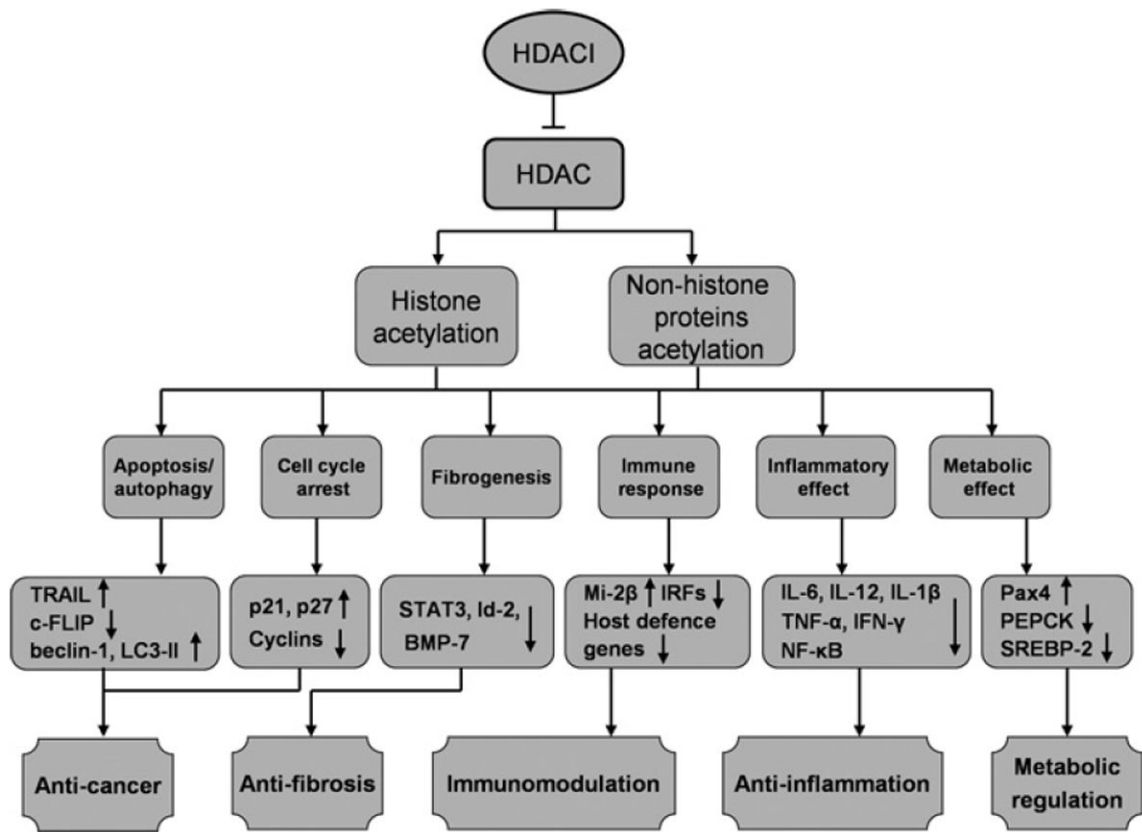 HDACI
HDAC
Histone
acetylation
Non-histone
proteins
acetylation
Apoptosis/
autophagy
Cell cycle
arrest
Fibrogenesis
Immune
response
Inflammatory
effect
Metabolic
effect
TRAIL ↑
c-FLIP ↓
beclin-1, LC3-II ↑
p21, p27 ↑
Cyclins ↓
STAT3, Id-2,
BMP-7 ↓
Mi-2β ↑ IRFs ↓
Host defence
genes ↓
IL-6, IL-12, IL-1β
TNF-α, IFN-γ
NF-κB ↓
Pax4 ↑
PEPCK ↓
SREBP-2 ↓
Anti-cancer
Anti-fibrosis
Immunomodulation
Anti-inflammation
Metabolic
regulation